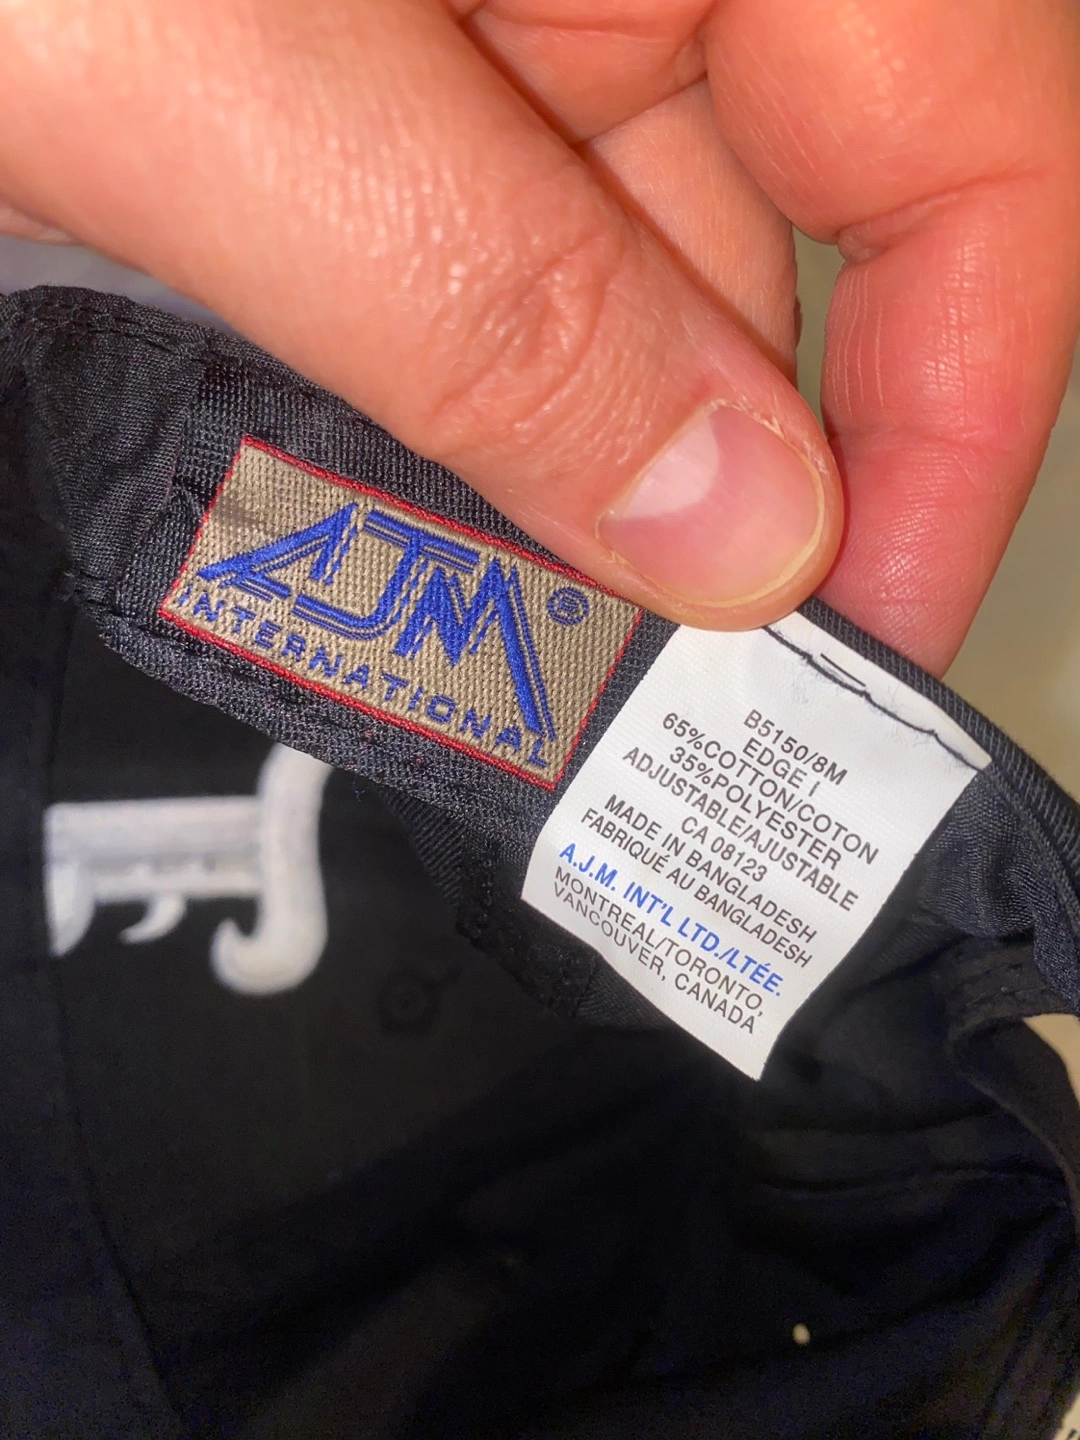 AJM ®
INTERNATIONAL
B5150/8M
EDGE I
65%COTTON/COTON
35%POLYESTER
ADJUSTABLE/AJUSTABLE
CA 08123
MADE IN BANGLADESH
FABRIQUÉ AU BANGLADESH
A.J.M. INT'L LTD./LTÉE.
MONTREAL/TORONTO,
VANCOUVER, CANADA